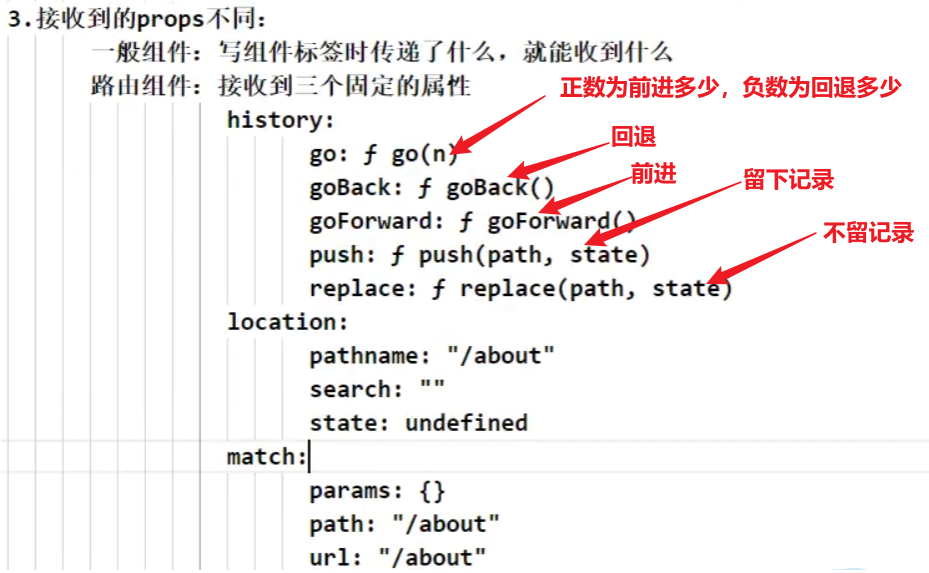 3.接收到的props不同：
一般组件：写组件标签时传递了什么，就能收到什么
路由组件：接收到三个固定的属性
正数为前进多少，负数为回退多少
history:
回退
go: ƒ go(n)
前进
goBack: ƒ goBack()
留下记录
goForward: ƒ goForward()
不留记录
push: ƒ push(path, state)
replace: ƒ replace(path, state)
location:
pathname: "/about"
search: ""
state: undefined
match:
params: {}
path: "/about"
url: "/about"